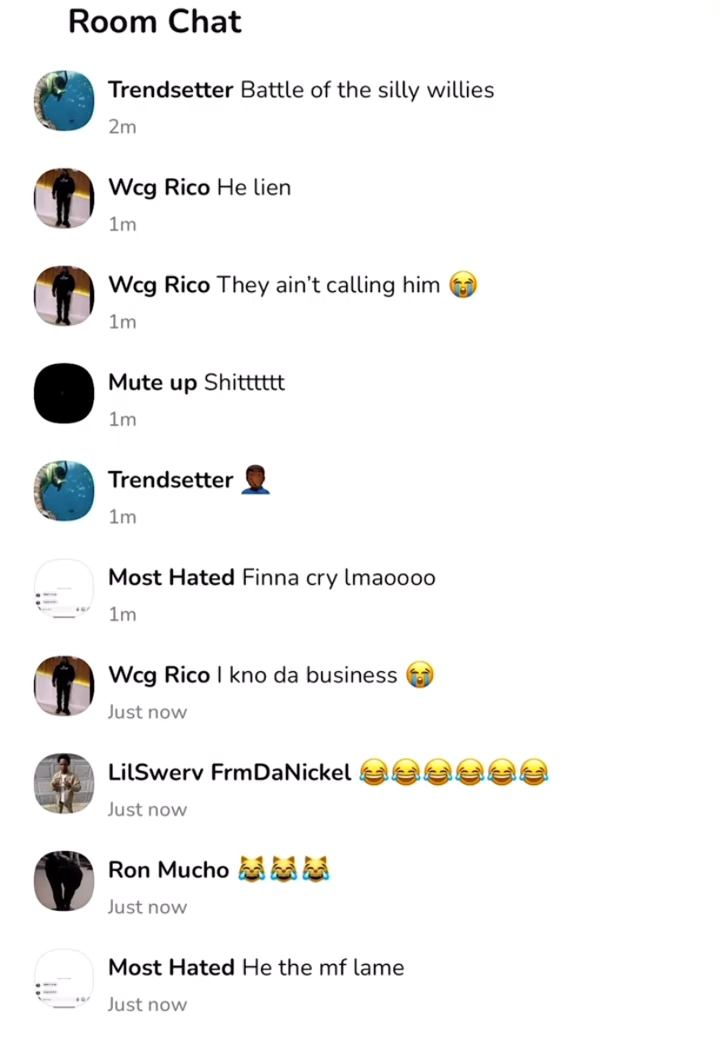 Room Chat
Trendsetter Battle of the silly willies
2m
Wcg Rico He lien
1m
Wcg Rico They ain’t calling him 😭
1m
Mute up Shitttttt
1m
Trendsetter 🤦🏿‍♂️
1m
Most Hated Finna cry lmaoooo
1m
Wcg Rico I kno da business 😭
Just now
LilSwerv FrmDaNickel 😂😂😂😂😂😂
Just now
Ron Mucho 😹😹😹
Just now
Most Hated He the mf lame
Just now